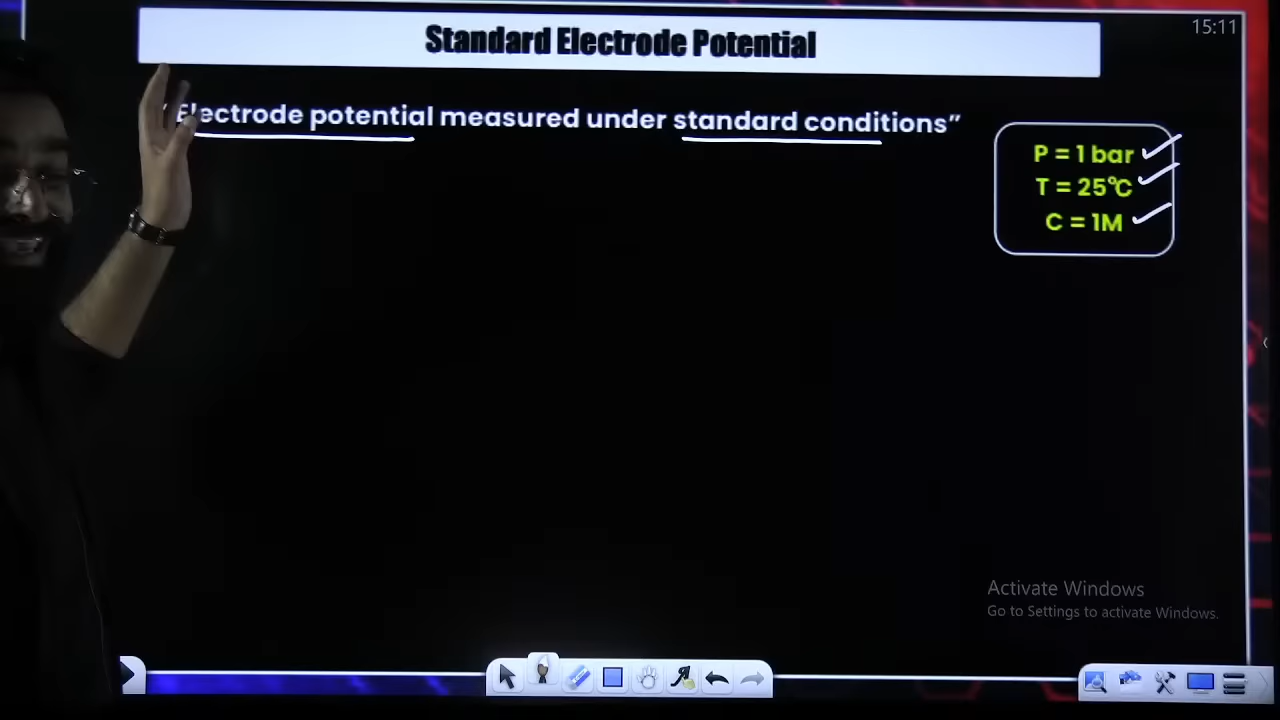 Standard Electrode Potential
15:11
"Electrode potential measured under standard conditions"
P = 1 bar
T = 25°C
C = 1M
Activate Windows
Go to Settings to activate Windows.